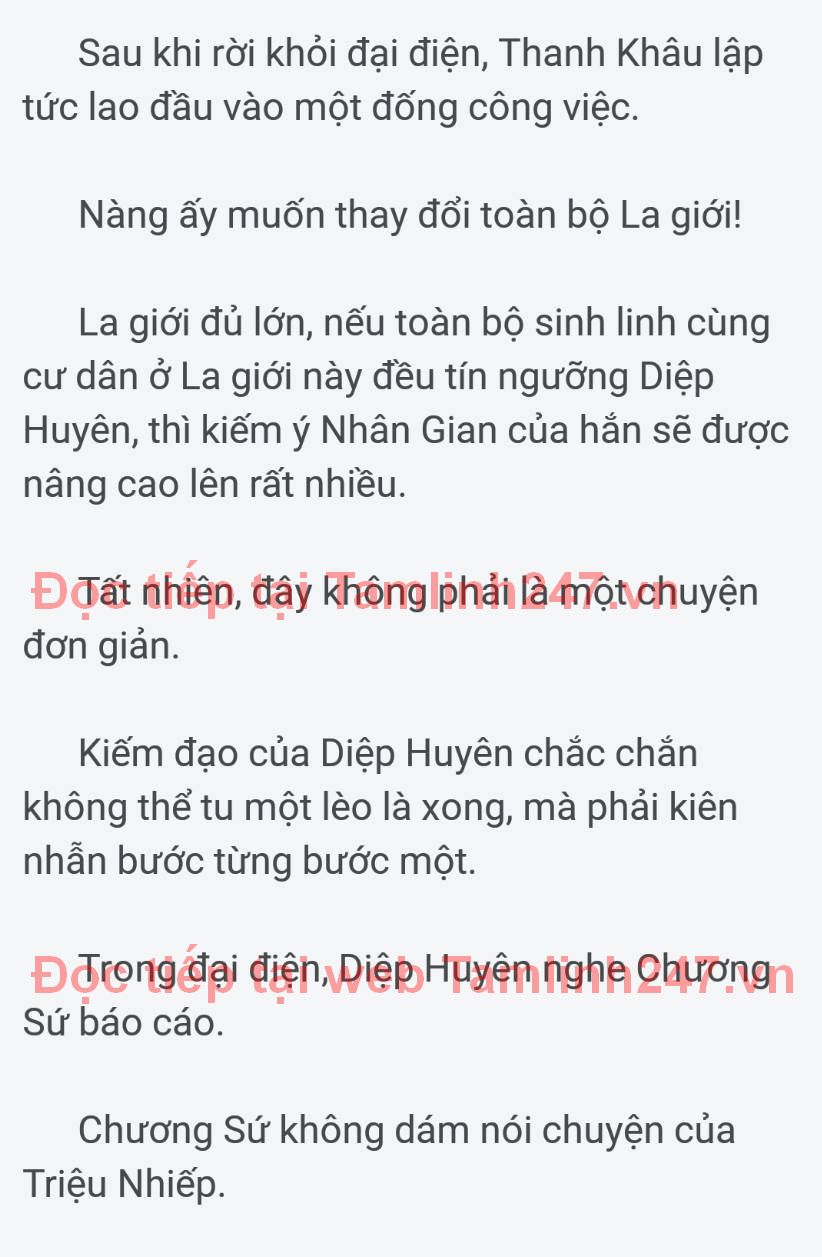 Sau khi rời khỏi đại điện, Thanh Khâu lập
tức lao đầu vào một đống công việc.
Nàng ấy muốn thay đổi toàn bộ La giới!
La giới đủ lớn, nếu toàn bộ sinh linh cùng
cư dân ở La giới này đều tín ngưỡng Diệp
Huyên, thì kiếm ý Nhân Gian của hắn sẽ được
nâng cao lên rất nhiều.
Tất nhiên, đây không phải là một chuyện
Đọc tiếp tại Tamlinh247.vn
đơn giản.
Kiếm đạo của Diệp Huyên chắc chắn
không thể tu một lèo là xong, mà phải kiên
nhẫn bước từng bước một.
Trong đại điện, Diệp Huyên nghe Chương
Đọc tiếp tại web Tamlinh247.vn
Sứ báo cáo.
Chương Sứ không dám nói chuyện của
Triệu Nhiếp.